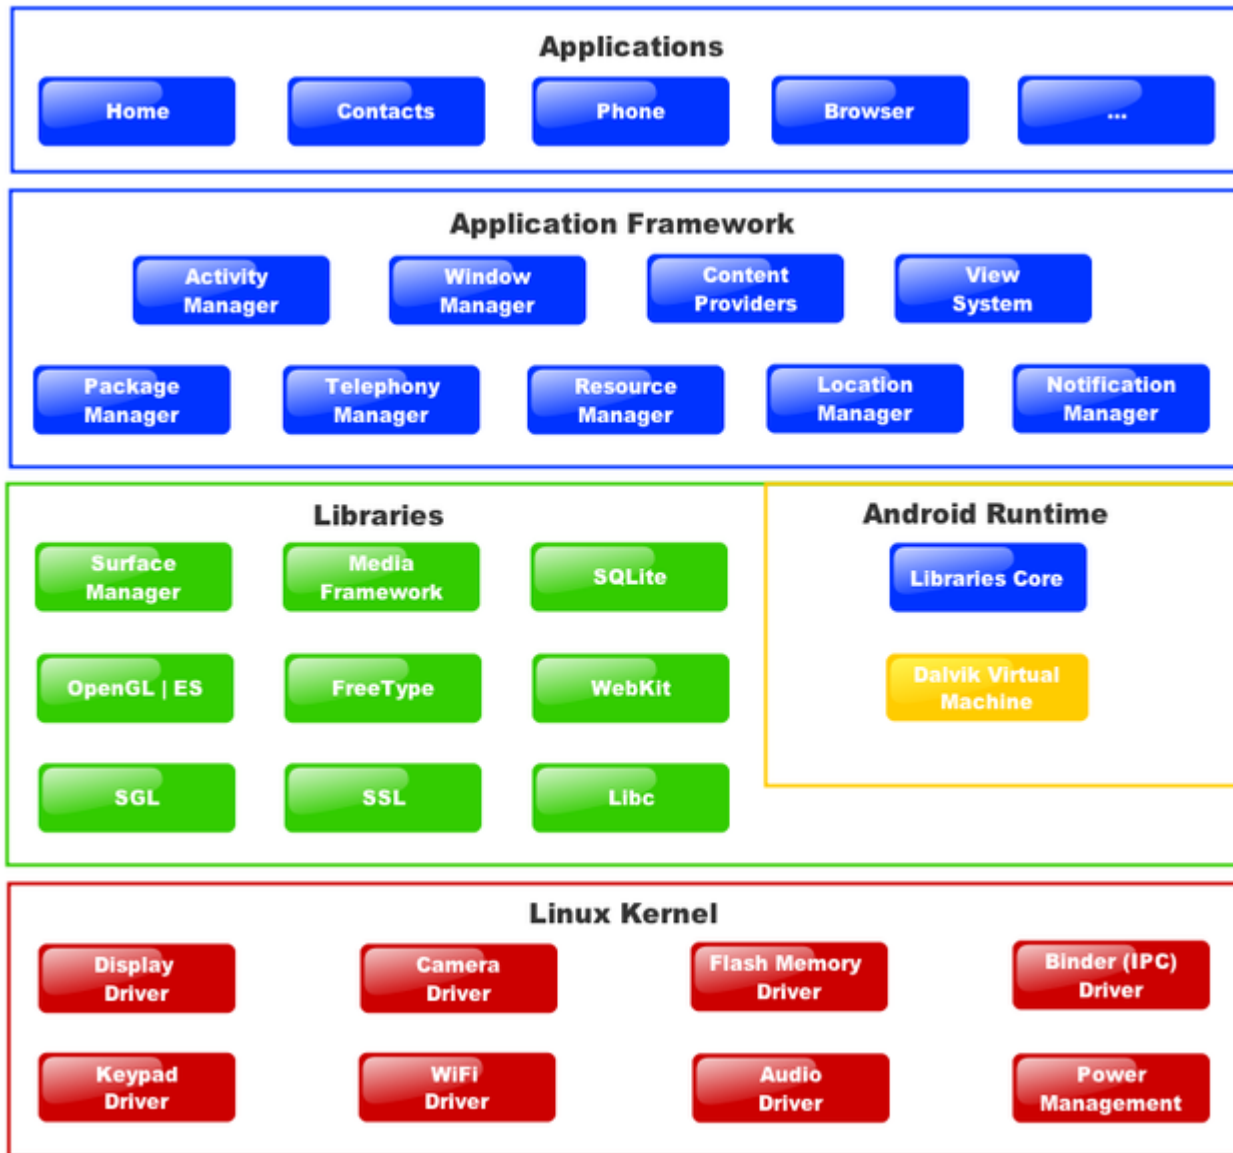 Applications
Home
Contacts
Phone
Browser
...
Application Framework
Activity
Manager
Window
Manager
Content
Providers
View
System
Package
Manager
Telephony
Manager
Resource
Manager
Location
Manager
Notification
Manager
Libraries
Surface
Manager
Media
Framework
SQLite
OpenGL | ES
FreeType
WebKit
SGL
SSL
Libc
Android Runtime
Libraries Core
Dalvik Virtual
Machine
Linux Kernel
Display
Driver
Camera
Driver
Flash Memory
Driver
Binder (IPC)
Driver
Keypad
Driver
WiFi
Driver
Audio
Driver
Power
Management